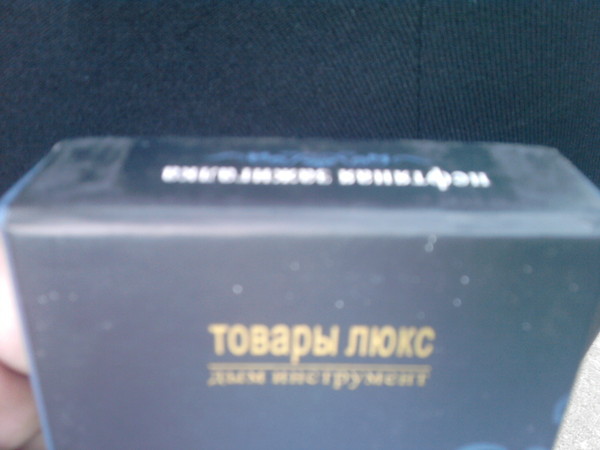 нефтяная зажигалка
товары люкс
дым инструмент